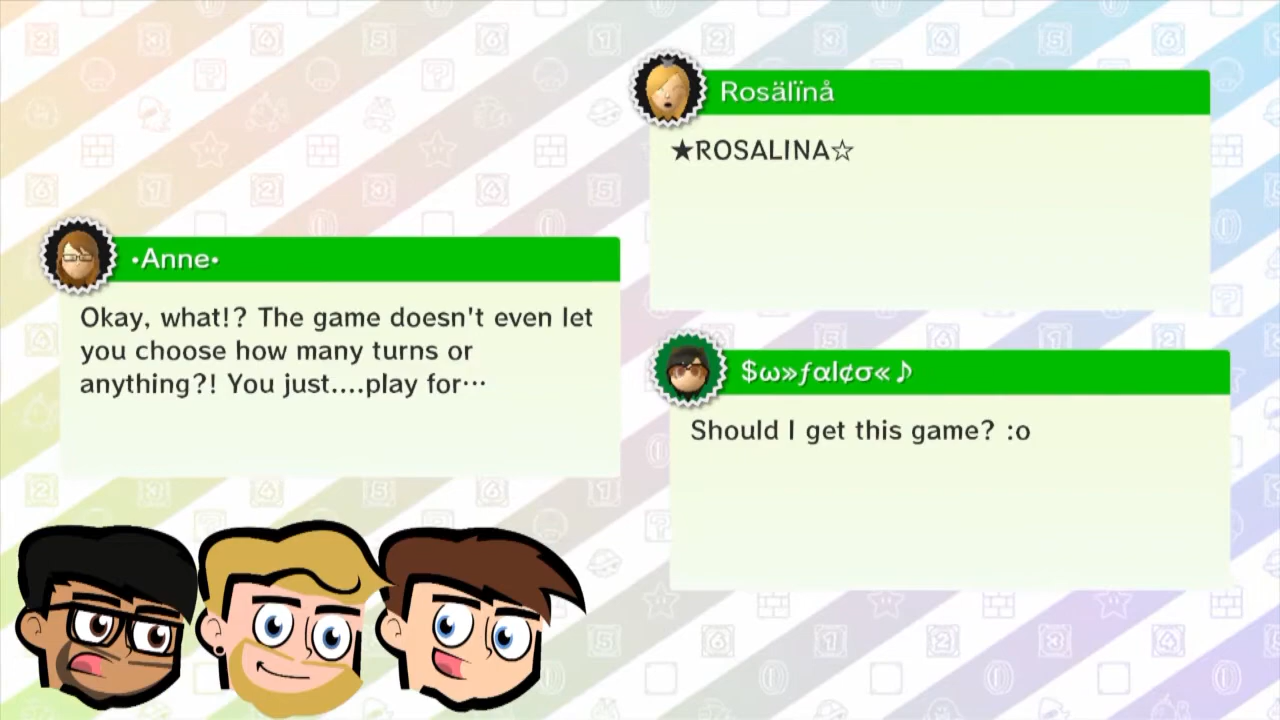 Rosälïnå
★ROSALINA☆
•Anne•
Okay, what!? The game doesn't even let
you choose how many turns or
anything?! You just....play for…
$ω»ƒαl¢σ«♪
Should I get this game? :o